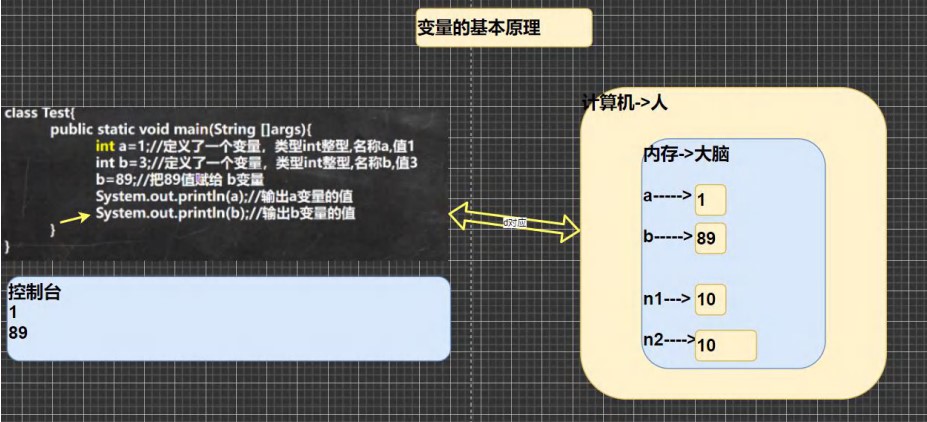 变量的基本原理
class Test{
public static void main(String []args){
int a=1;//定义了一个变量，类型int整型,名称a,值1
int b=3;//定义了一个变量，类型int整型,名称b,值3
b=89;//把89值赋给 b变量
System.out.println(a);//输出a变量的值
System.out.println(b);//输出b变量的值
}
}
控制台
1
89
d对应
计算机->人
内存->大脑
a-----> 1
b-----> 89
n1---> 10
n2----> 10